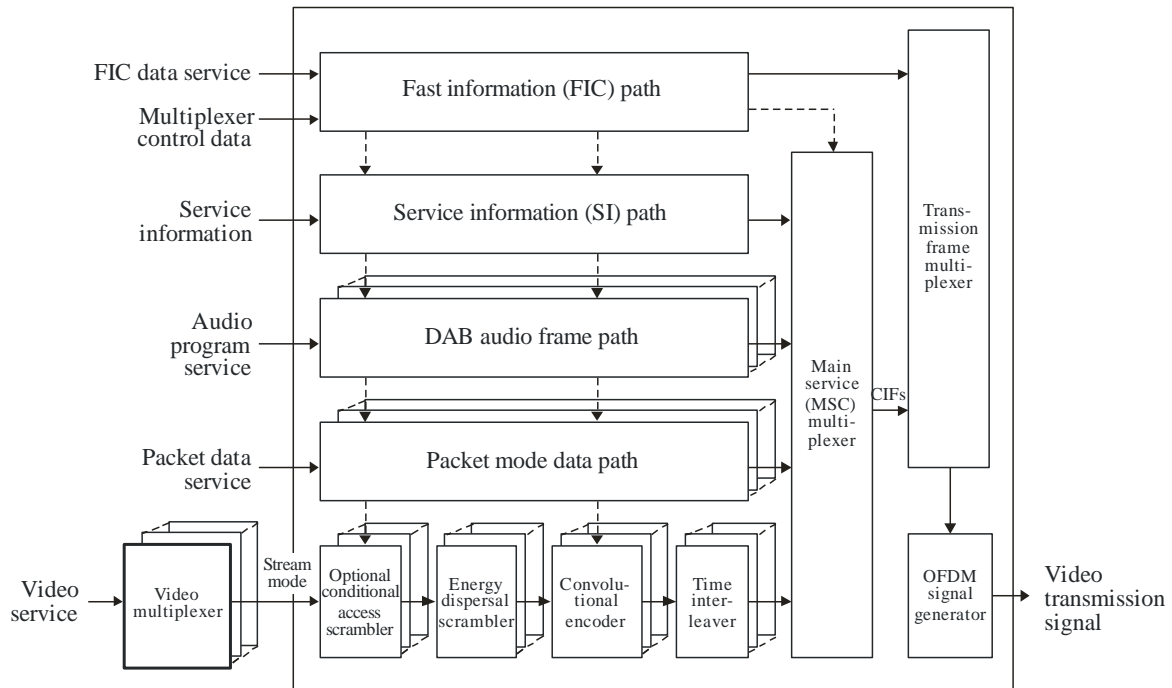 FIC data service
Fast information (FIC) path
Multiplexer
control data
Service
information
Service information (SI) path
Trans-
mission
frame
multi-
plexer
Audio
program
service
DAB audio frame path
Main
service
(MSC)
multi-
plexer
CIFs
Packet data
service
Packet mode data path
Video
service
Video
multiplexer
Stream
mode
Optional
conditional
access
scrambler
Energy
dispersal
scrambler
Convolu-
tional
encoder
Time
inter-
leaver
OFDM
signal
generator
Video
transmission
signal